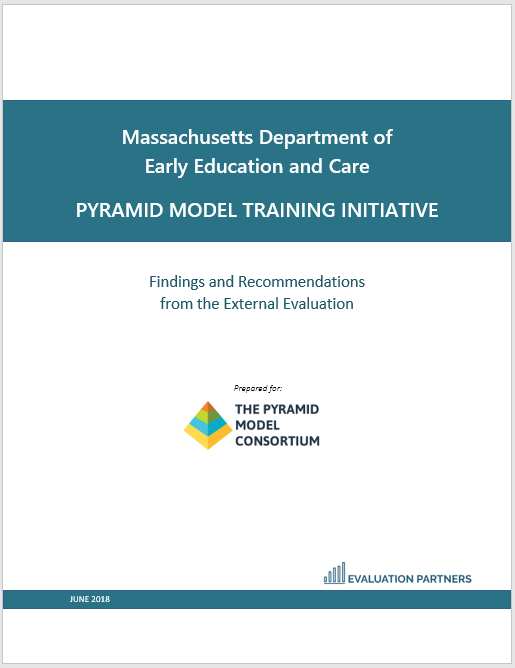 Massachusetts Department of
Early Education and Care
PYRAMID MODEL TRAINING INITIATIVE
Findings and Recommendations
from the External Evaluation
Prepared for:
THE PYRAMID
MODEL
CONSORTIUM
EVALUATION PARTNERS
JUNE 2018